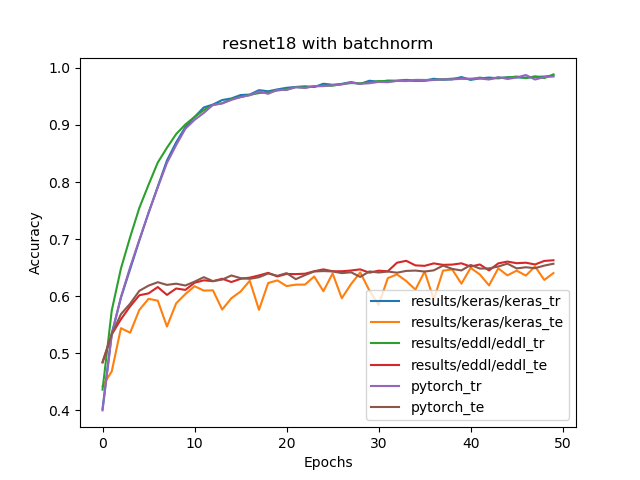 resnet18 with batchnorm
Accuracy
1.0
0.9
0.8
0.7
0.6
0.5
0.4
results/keras/keras_tr
results/keras/keras_te
results/eddl/eddl_tr
results/eddl/eddl_te
pytorch_tr
pytorch_te
0 10 20 30 40 50
Epochs